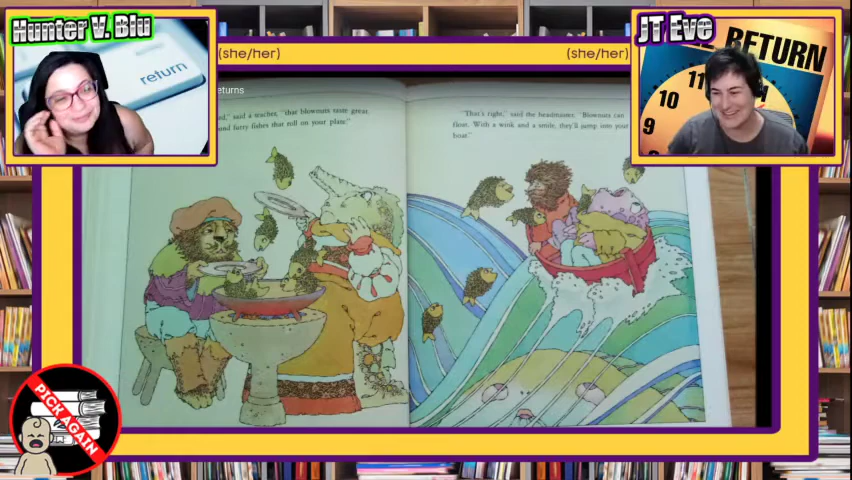 Hunter V. Blu
(she/her)
(she/her)
JT Eve
return
RETURN
11
10
9
eturns
said a teacher, "that blowouts taste great.
und furry fishes that roll on your plate!"
"That's right," said the headmaster, "Blowouts can
float. With a wink and a smile, they'll jump into your
boat."
PICK AGAIN